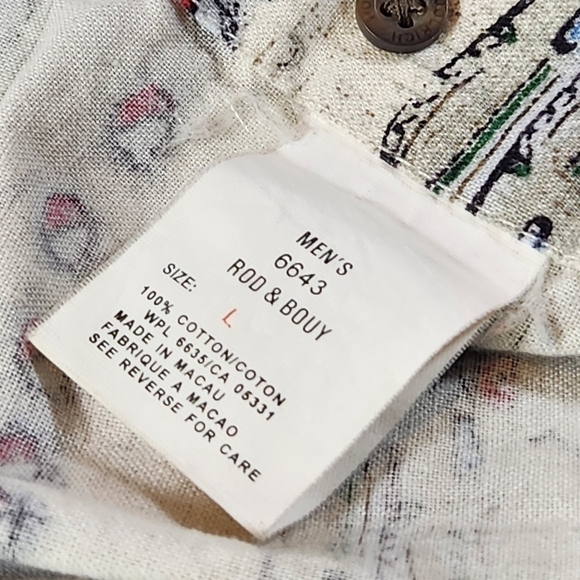 MEN'S
6643
ROD & BOUY
SIZE: L
100% COTTON/COTON
WPL 6635/CA 05331
MADE IN MACAU
FABRIQUE A MACAO
SEE REVERSE FOR CARE